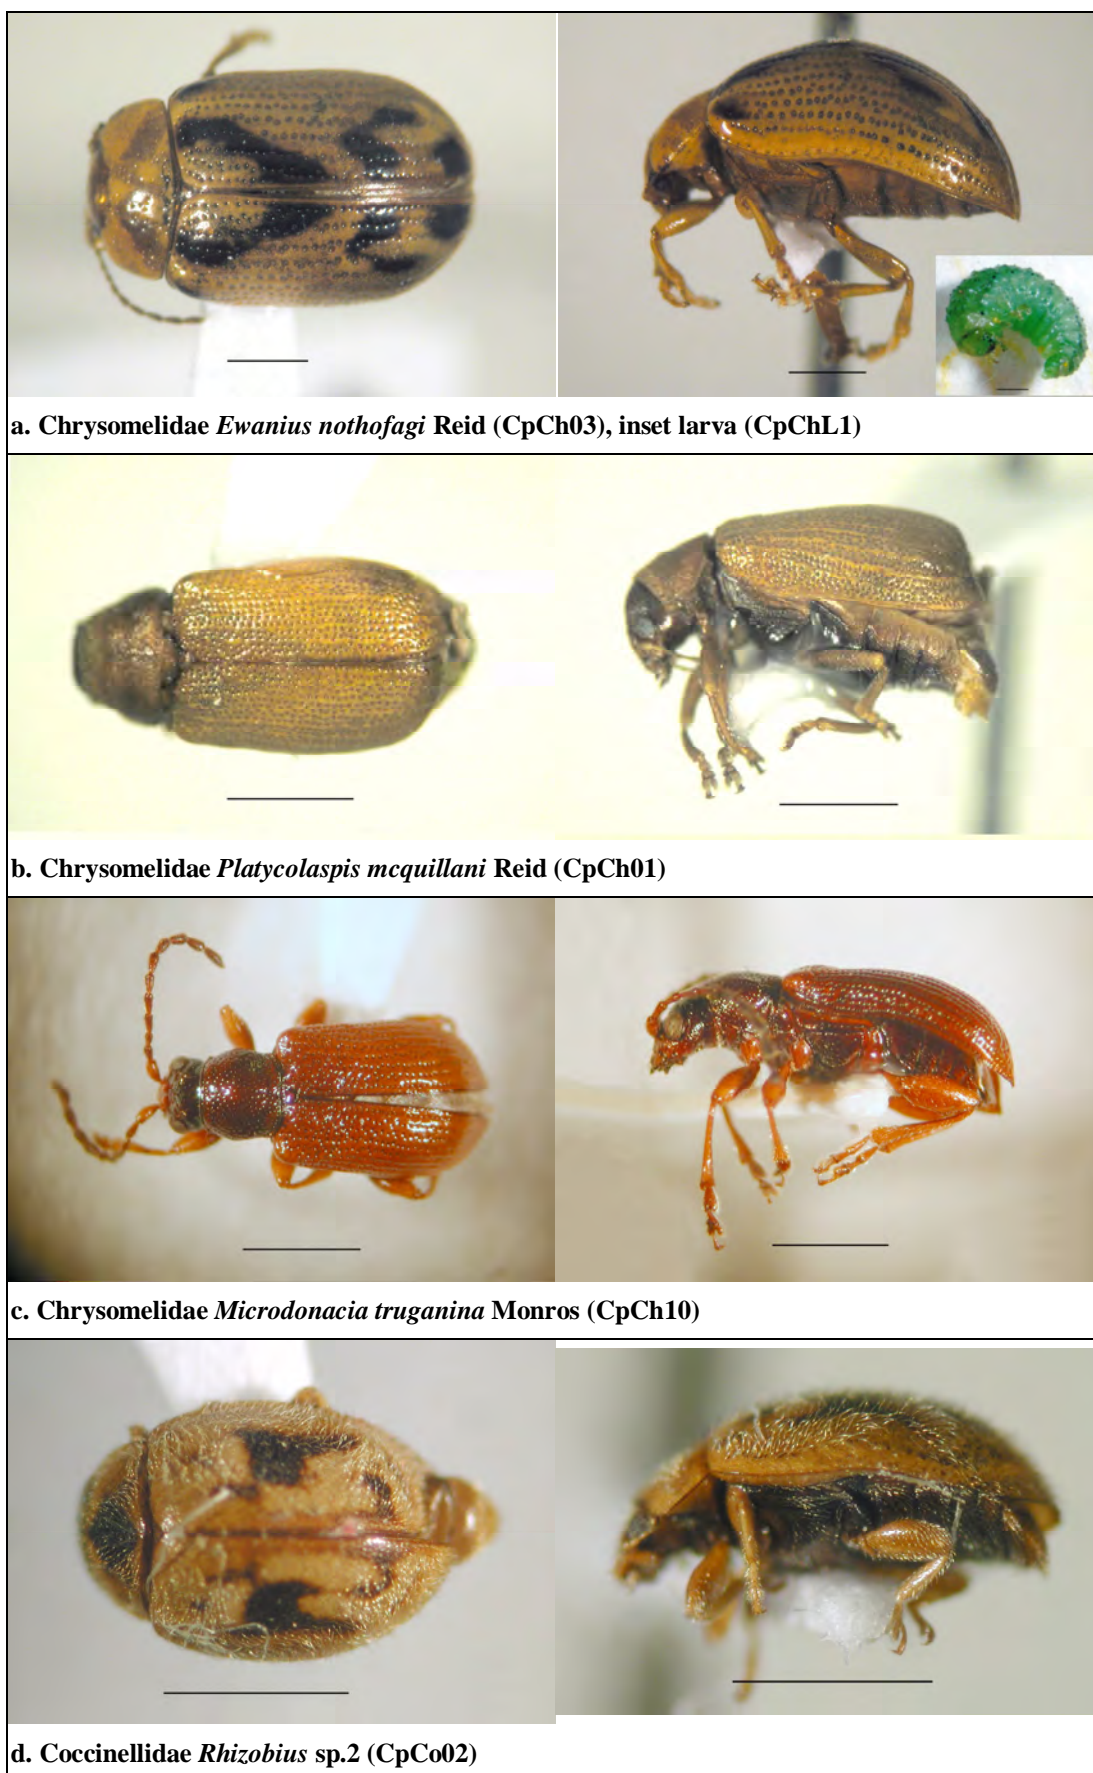 a. Chrysomelidae Ewanius nothofagi Reid (CpCh03), inset larva (CpChL1)
b. Chrysomelidae Platycolaspis mcquillani Reid (CpCh01)
c. Chrysomelidae Microdonacia truganina Monros (CpCh10)
d. Coccinellidae Rhizobius sp.2 (CpCo02)